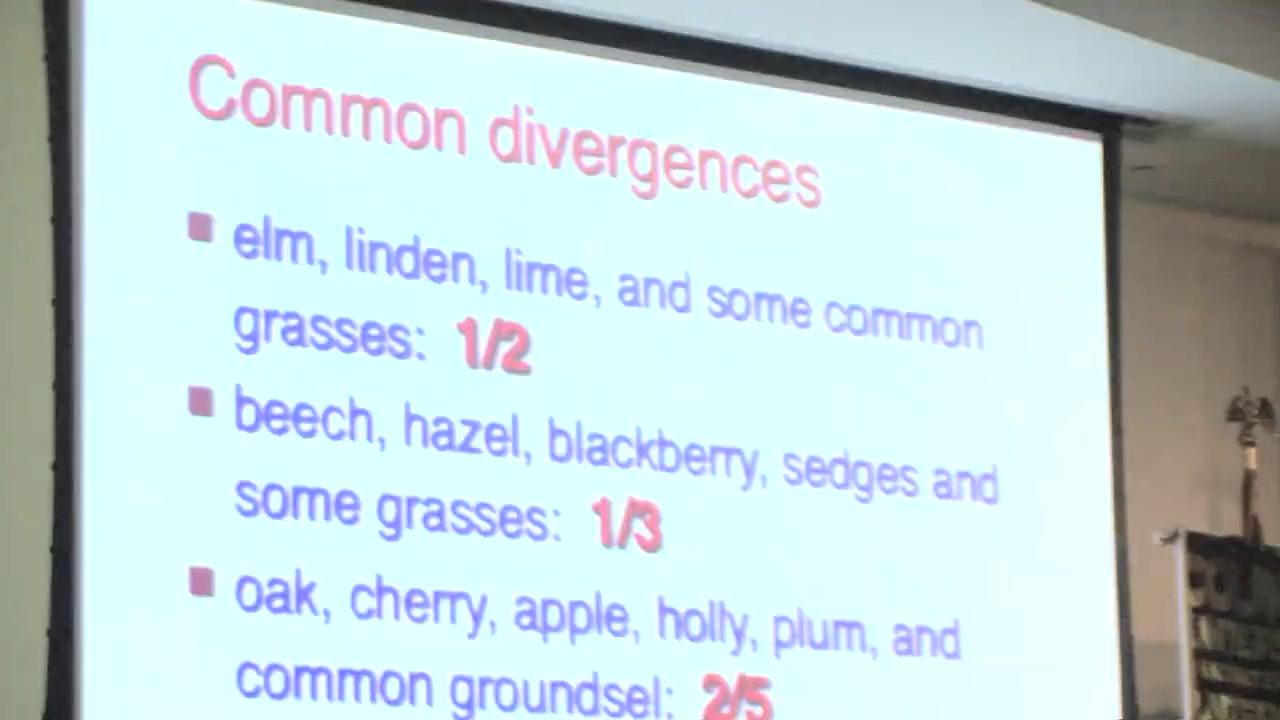 Common divergences
elm, linden, lime, and some common
grasses: 1/2
beech, hazel, blackberry, sedges and
some grasses: 1/3
oak, cherry, apple, holly, plum, and
common groundsel: 2/5